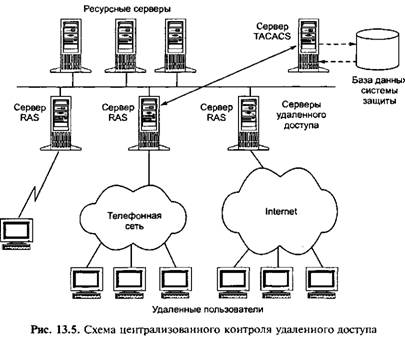 Ресурсные серверы
Сервер
TACACS
База данных
системы
защиты
Сервер
RAS
Сервер
RAS
Сервер
RAS
Серверы
удаленного
доступа
Телефонная
сеть
Internet
Удаленные пользователи
Рис. 13.5. Схема централизованного контроля удаленного доступа